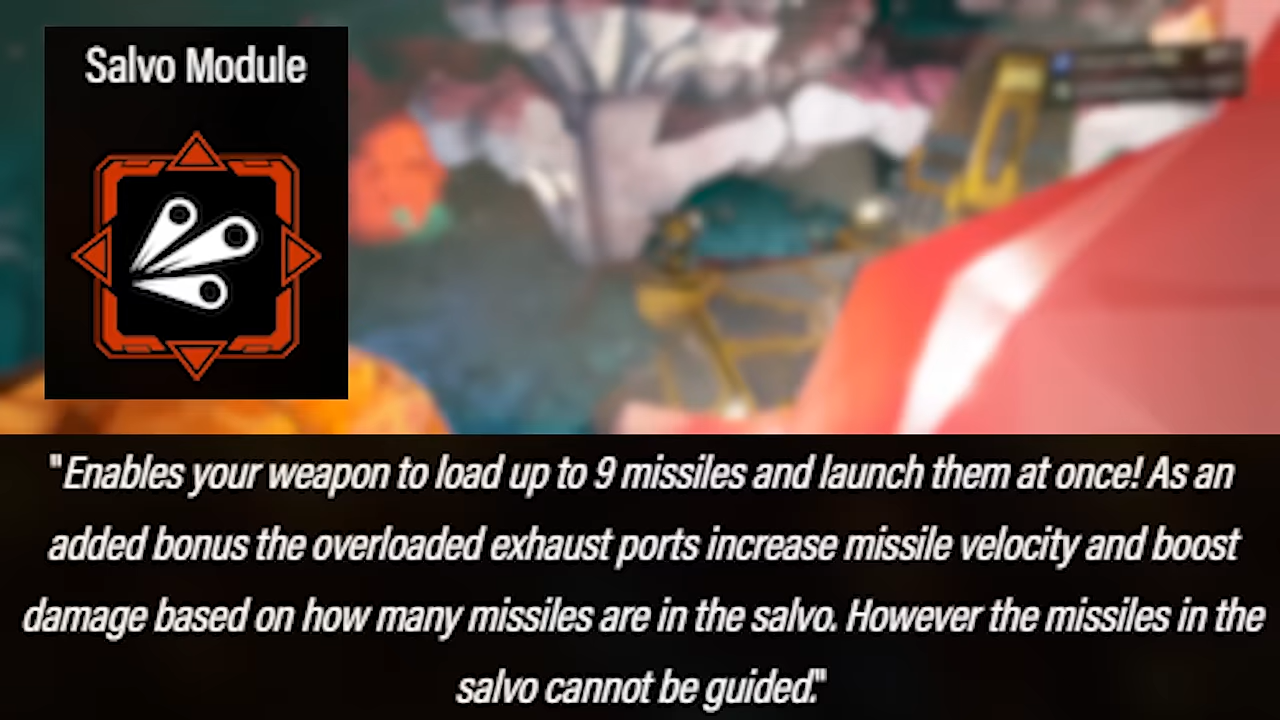 Salvo Module
"Enables your weapon to load up to 9 missiles and launch them at once! As an
added bonus the overloaded exhaust ports increase missile velocity and boost
damage based on how many missiles are in the salvo. However the missiles in the
salvo cannot be guided."